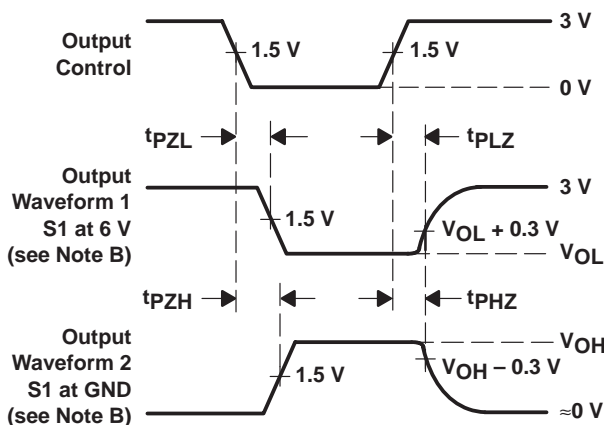 Output
Control
1.5 V
1.5 V
3 V
0 V
tPZL
tPLZ
Output
Waveform 1
S1 at 6 V
(see Note B)
1.5 V
3 V
VOL + 0.3 V
VOL
tPZH
tPHZ
Output
Waveform 2
S1 at GND
(see Note B)
1.5 V
VOH
VOH − 0.3 V
≈0 V